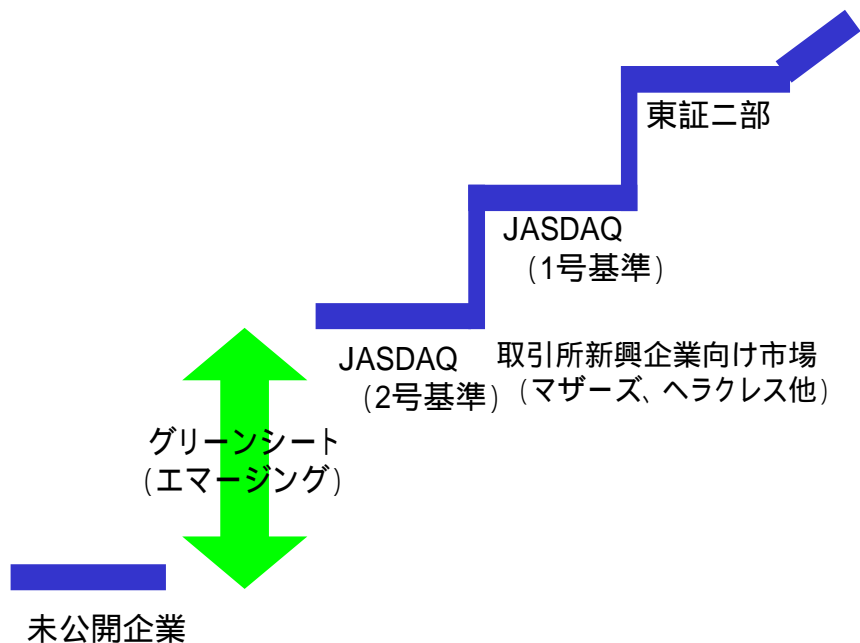 東証二部
JASDAQ
(1号基準)
JASDAQ
(2号基準)
取引所新興企業向け市場
(マザーズ、ヘラクレス他)
グリーンシート
(エマージング)
未公開企業